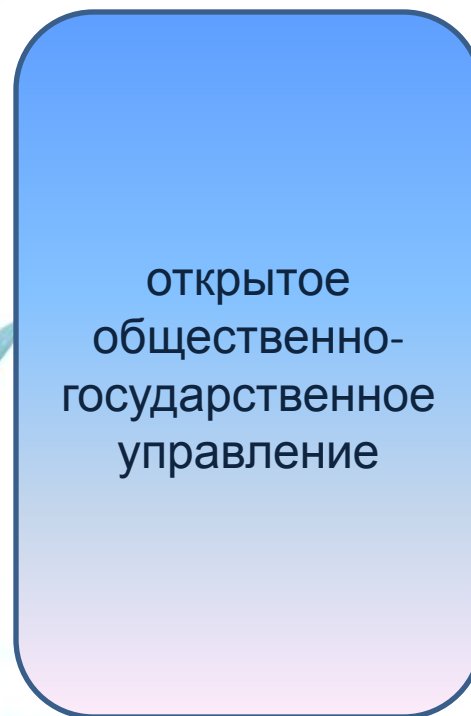 открытое
общественно-
государственное
управление